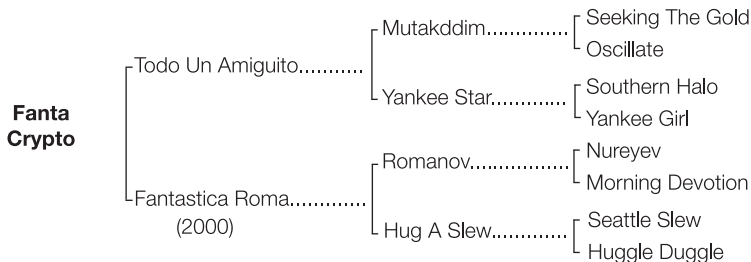 Fanta
Crypto
Todo Un Amiguito
Fantastica Roma
(2000)
Mutakddim
Yankee Star
Romanov
Hug A Slew
Seeking The Gold
Oscillate
Southern Halo
Yankee Girl
Nureyev
Morning Devotion
Seattle Slew
Huggle Duggle